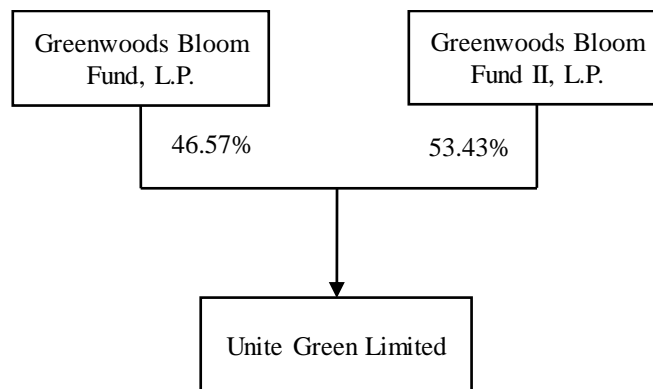 Greenwoods Bloom
Fund, L.P.
Greenwoods Bloom
Fund II, L.P.
46.57%
53.43%
Unite Green Limited